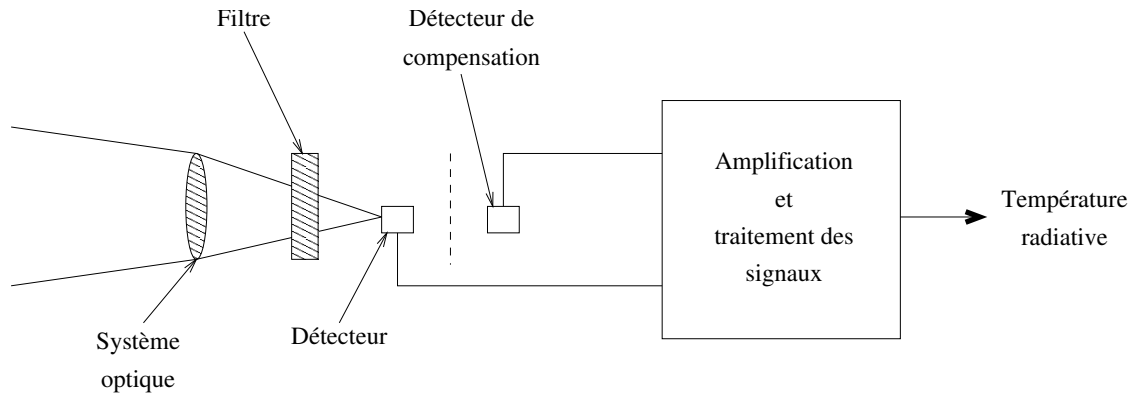 Filtre
Détecteur de
compensation
Amplification
et
traitement des
signaux
Température
radiative
Détecteur
Système
optique